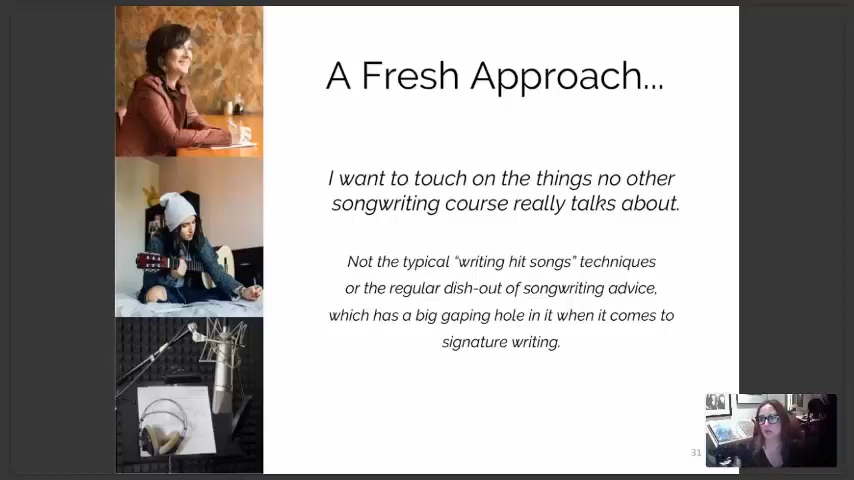 A Fresh Approach...
I want to touch on the things no other
songwriting course really talks about.
Not the typical “writing hit songs” techniques
or the regular dish-out of songwriting advice,
which has a big gaping hole in it when it comes to
signature writing.
31